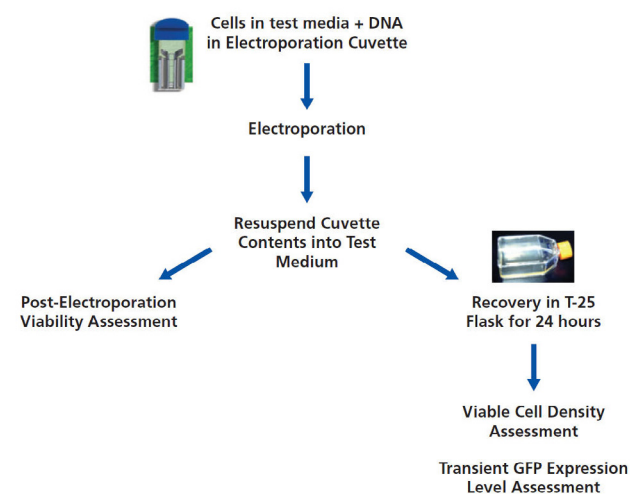 Cells in test media + DNA
in Electroporation Cuvette
Electroporation
Resuspend Cuvette
Contents into Test
Medium
Post-Electroporation
Viability Assessment
Recovery in T-25
Flask for 24 hours
Viable Cell Density
Assessment
Transient GFP Expression
Level Assessment